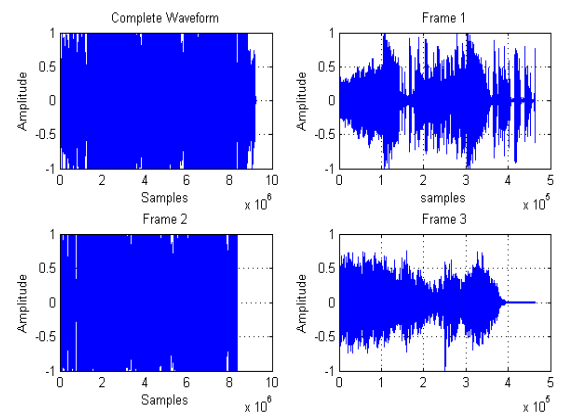 Complete Waveform
Amplitude
1
0.5
0
-0.5
-1
0 2 4 6 8 10
Samples
x 10^6
Frame 1
Amplitude
1
0.5
0
-0.5
-1
0 1 2 3 4 5
samples
x 10^5
Frame 2
Amplitude
1
0.5
0
-0.5
-1
0 2 4 6 8 10
Samples
x 10^6
Frame 3
Amplitude
1
0.5
0
-0.5
-1
0 1 2 3 4 5
Samples
x 10^5